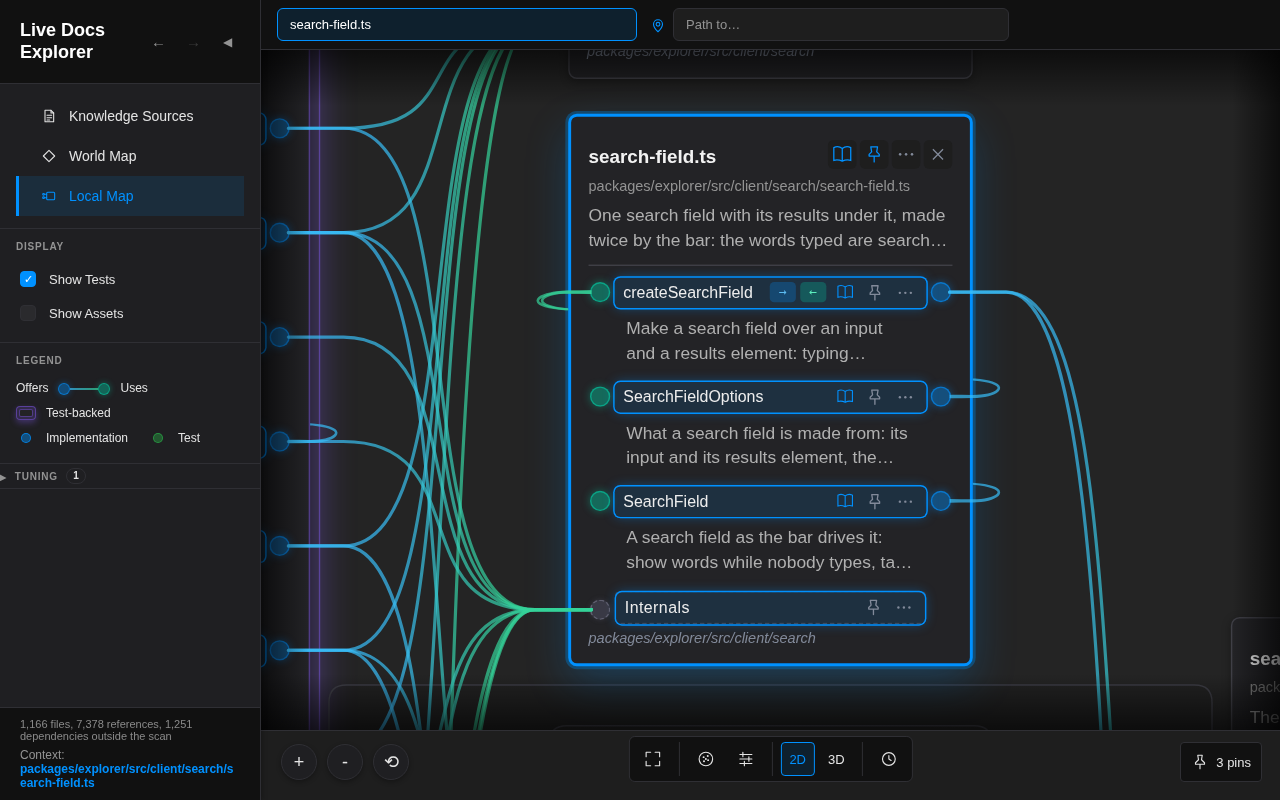 Live Docs
Explorer
← → ◀
search-field.ts
Path to…
Knowledge Sources
World Map
Local Map
DISPLAY
Show Tests
Show Assets
LEGEND
Offers Uses
Test-backed
Implementation Test
TUNING 1
1,166 files, 7,378 references, 1,251
dependencies outside the scan
Context:
packages/explorer/src/client/search/s
earch-field.ts
packages/explorer/src/client/search
search-field.ts
packages/explorer/src/client/search/search-field.ts
One search field with its results under it, made
twice by the bar: the words typed are search…
createSearchField → ←
Make a search field over an input
and a results element: typing…
SearchFieldOptions
What a search field is made from: its
input and its results element, the…
SearchField
A search field as the bar drives it:
show words while nobody types, ta…
Internals
packages/explorer/src/client/search
sea
pack
The
+ - ⟲
2D 3D
3 pins